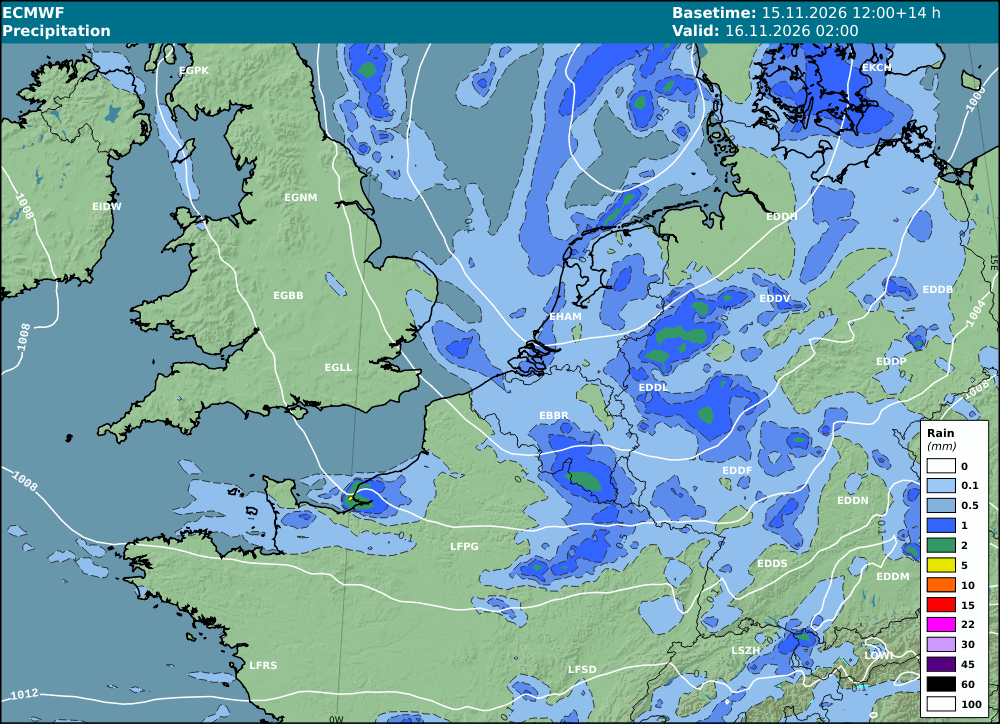 ECMWF
Precipitation
Basetime: 15.11.2026 12:00+14 h
Valid: 16.11.2026 02:00
EGPK
EKCH
1000
EIDW
EGNM
1008
EDDH
15E
EGBB
EHAM
EDDV
EDDB
1004
1008
EGLL
EDDL
EDDP
1008
EBBR
EDDF
1008
EDDN
LFPG
EDDS
EDDM
LFRS
LFSD
LSZH
LOWI
1012
0W
Rain
(mm)
0
0.1
0.5
1
2
5
10
15
22
30
45
60
100